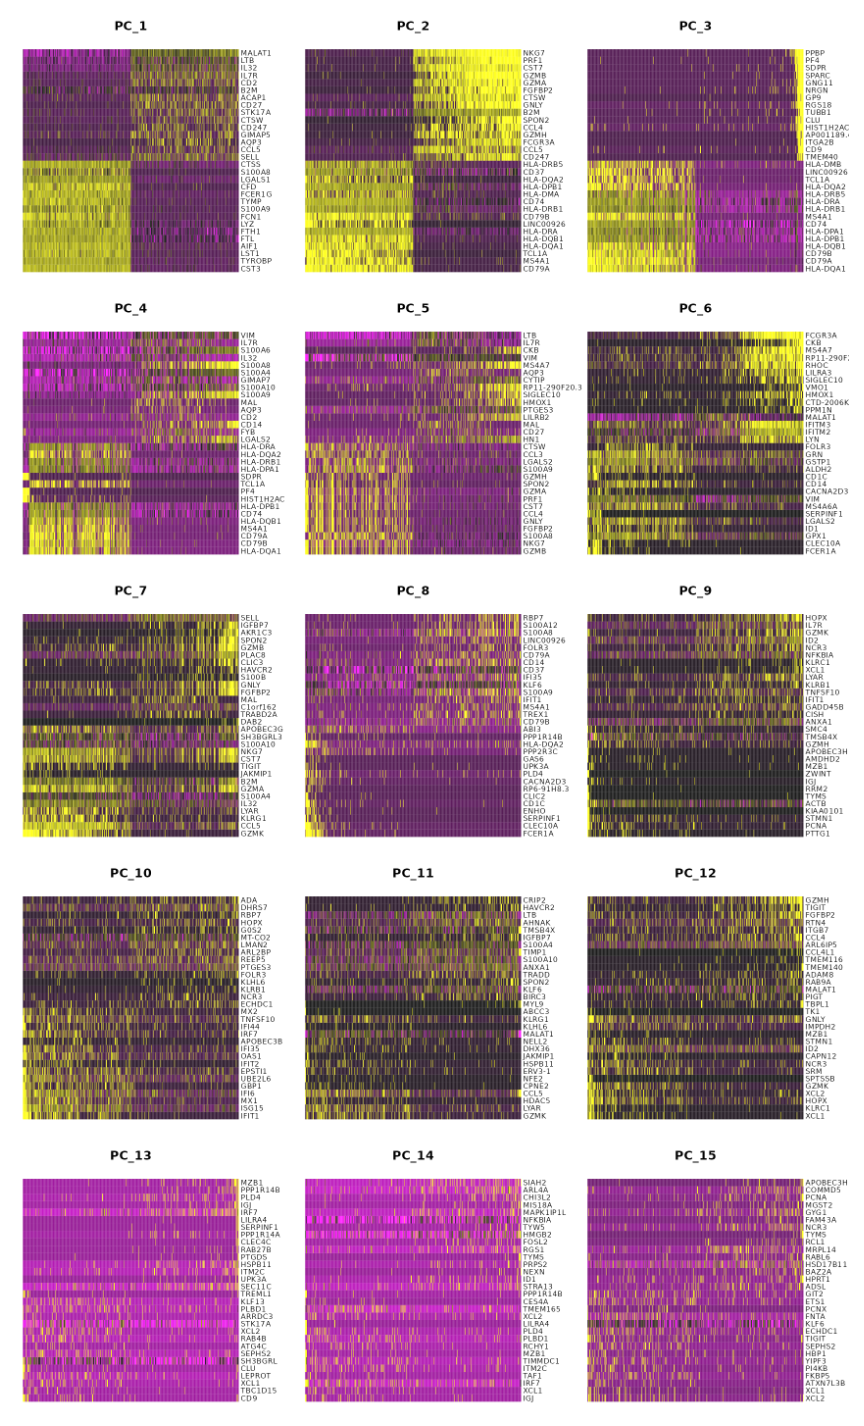 PC_1
MALAT1
LTB
IL32
IL7R
CD2
B2M
ACAP1
CD27
STK17A
CTSW
CD247
GIMAP5
AQP3
CCL5
SELL
CTSS
S100A8
LGALS1
CFD
FCER1G
TYMP
S100A9
FCN1
LYZ
FTH1
FTL
AIF1
LST1
TYROBP
CST3
PC_2
NKG7
PRF1
CST7
GZMB
GZMA
FGFBP2
CTSW
GNLY
B2M
SPON2
CCL4
GZMH
FCGR3A
CCL5
CD247
HLA-DRB5
CD37
HLA-DQA2
HLA-DPB1
HLA-DMA
CD74
HLA-DRB1
CD79B
LINC00926
HLA-DRA
HLA-DQB1
HLA-DQA1
TCL1A
MS4A1
CD79A
PC_3
PPBP
PF4
SDPR
SPARC
GNG11
NRGN
GP9
RGS18
TUBB1
CLU
HIST1H2AC
AP001189.4
ITGA2B
CD9
TMEM40
HLA-DMB
LINC00926
TCL1A
HLA-DQA2
HLA-DRB5
HLA-DRA
HLA-DRB1
MS4A1
CD74
HLA-DPA1
HLA-DPB1
HLA-DQB1
CD79B
CD79A
HLA-DQA1
PC_4
VIM
IL7R
S100A6
IL32
S100A8
S100A4
GIMAP7
S100A10
S100A9
MAL
AQP3
CD2
CD14
FYB
LGALS2
HLA-DRA
HLA-DQA2
HLA-DRB1
HLA-DPA1
SDPR
TCL1A
PF4
HIST1H2AC
HLA-DPB1
CD74
HLA-DQB1
MS4A1
CD79A
CD79B
HLA-DQA1
PC_5
LTB
IL7R
CKB
VIM
MS4A7
AQP3
CYTIP
RP11-290F20.3
SIGLEC10
HMOX1
PTGES3
LILRB2
MAL
CD27
HN1
CTSW
CCL3
LGALS2
S100A9
GZMH
SPON2
GZMA
PRF1
CST7
CCL4
GNLY
FGFBP2
S100A8
NKG7
GZMB
PC_6
FCGR3A
CKB
MS4A7
RP11-290F2
RHOC
LILRA3
SIGLEC10
VMO1
HMOX1
CTD-2006K
PPM1N
MALAT1
IFITM3
IFITM2
LYN
FOLR3
GRN
GSTP1
ALDH2
CD1C
CD14
CACNA2D3
VIM
MS4A6A
SERPINF1
LGALS2
ID1
GPX1
CLEC10A
FCER1A
PC_7
SELL
IGFBP7
AKR1C3
SPON2
GZMB
PLAC8
CLIC3
HAVCR2
S100B
GNLY
FGFBP2
MAL
C1orf162
TRABD2A
DAB2
APOBEC3G
SH3BGRL3
S100A10
NKG7
CST7
TIGIT
JAKMIP1
B2M
GZMA
S100A4
IL32
LYAR
KLRG1
CCL5
GZMK
PC_8
RBP7
S100A12
S100A8
LINC00926
FOLR3
CD79A
CD14
CD37
IFI35
KLF6
S100A9
IFIT1
MS4A1
TREX1
CD79B
ABI3
PPP1R14B
HLA-DQA2
PPP2R3C
GAS6
UPK3A
PLD4
CACNA2D3
RP6-91H8.3
CLIC2
CD1C
ENHO
SERPINF1
CLEC10A
FCER1A
PC_9
HOPX
IL7R
GZMK
ID2
NCR3
NFKBIA
KLRC1
XCL1
LYAR
KLRB1
TNFSF10
IFIT1
GADD45B
CISH
ANXA1
SMC4
TMSB4X
GZMH
APOBEC3H
AMDHD2
MZB1
ZWINT
IGJ
RRM2
TYMS
ACTB
KIAA0101
STMN1
PCNA
PTTG1
PC_10
ADA
DHRS7
RBP7
HOPX
G0S2
MT-CO2
LMAN2
ARL2BP
REEP5
PTGES3
FOLR3
KLHL6
KLRB1
NCR3
ECHDC1
MX2
TNFSF10
IFI44
IRF7
APOBEC3B
IFI35
OAS1
IFIT2
EPSTI1
UBE2L6
GBP1
IFI6
MX1
ISG15
IFIT1
PC_11
CRIP2
HAVCR2
LTB
AHNAK
TMSB4X
IGFBP7
S100A4
TIMP1
S100A10
ANXA1
TRADD
SPON2
KLF6
BIRC3
MYL9
ABCC3
KLRG1
KLHL6
MALAT1
NELL2
DHX36
JAKMIP1
HSPB11
ERV3-1
NFE2
CPNE2
CCL5
HDAC5
LYAR
GZMK
PC_12
GZMH
TIGIT
FGFBP2
RTN4
ITGB7
CCL4
ARL6IP5
CCL4L1
TMEM116
TMEM140
ADAM8
RAB9A
MALAT1
PIGT
TBPL1
TK1
GNLY
IMPDH2
MZB1
STMN1
ID2
CAPN12
NCR3
SRM
SPTSSB
GZMK
XCL2
HOPX
KLRC1
XCL1
PC_13
MZB1
PPP1R14B
PLD4
IGJ
IRF7
LILRA4
SERPINF1
PPP1R14A
CLEC4C
RAB27B
PTGDS
HSPB11
ITM2C
UPK3A
SEC11C
TREML1
KLF13
PLBD1
ARRDC3
STK17A
XCL2
RAB4B
ATG4C
SEPHS2
SH3BGRL
CLU
LEPROT
XCL1
TBC1D15
CD9
PC_14
SIAH2
ARL4A
CHI3L2
MIS18A
MAPK1IP1L
NFKBIA
TYW5
HMGB2
FOSL2
RGS1
TYMS
PRPS2
NEXN
ID1
STRA13
PPP1R14B
CES4A
TMEM165
XCL2
LILRA4
PLD4
PLBD1
RCHY1
MZB1
TIMMDC1
ITM2C
TAF1
IRF7
XCL1
IGJ
PC_15
APOBEC3H
COMMD5
PCNA
MGST2
GYG1
FAM43A
NCR3
TYMS
RCL1
MRPL14
RABL6
HSD17B11
BAZ2A
HPRT1
ADSL
GIT2
ETS1
PCNX
FNTA
KLF6
ECHDC1
TIGIT
SEPHS2
HBP1
YIPF3
PI4KB
FKBP5
ATXN7L3B
XCL1
XCL2